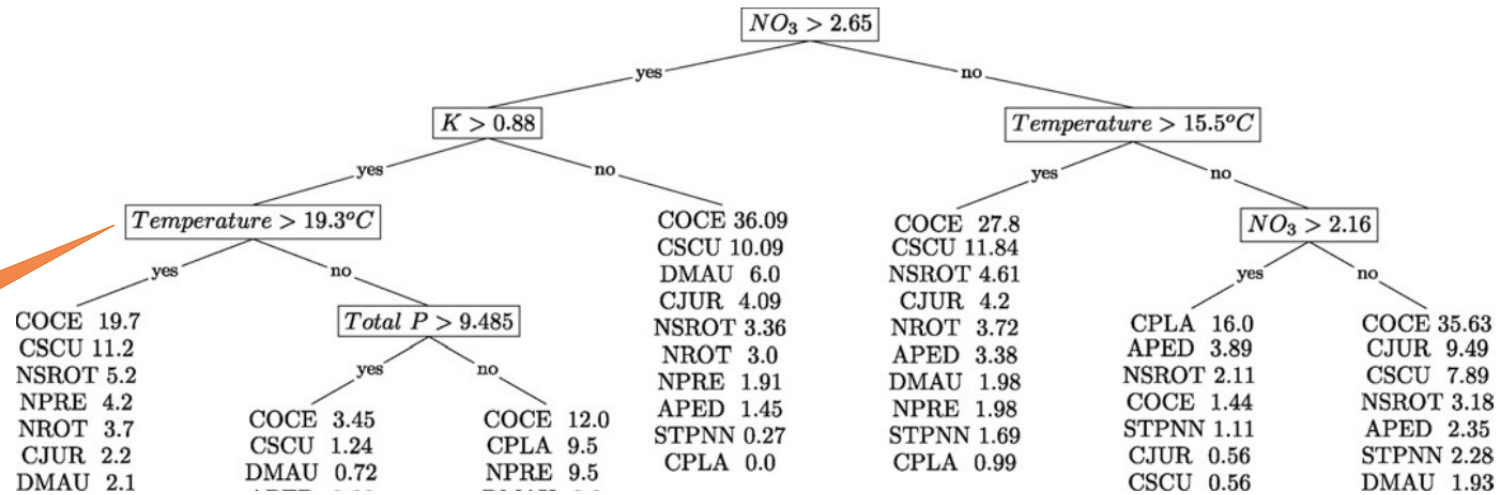 NO₃ > 2.65
yes
no
K > 0.88
Temperature > 15.5°C
yes
no
yes
no
Temperature > 19.3°C
COCE 36.09
CSCU 10.09
DMAU 6.0
CJUR 4.09
NSROT 3.36
NROT 3.0
NPRE 1.91
APED 1.45
STPNN 0.27
CPLA 0.0
COCE 27.8
CSCU 11.84
NSROT 4.61
CJUR 4.2
NROT 3.72
APED 3.38
DMAU 1.98
NPRE 1.98
STPNN 1.69
CPLA 0.99
NO₃ > 2.16
yes
no
yes
no
COCE 19.7
CSCU 11.2
NSROT 5.2
NPRE 4.2
NROT 3.7
CJUR 2.2
DMAU 2.1
Total P > 9.485
yes
no
COCE 3.45
CSCU 1.24
DMAU 0.72
COCE 12.0
CPLA 9.5
NPRE 9.5
CPLA 16.0
APED 3.89
NSROT 2.11
COCE 1.44
STPNN 1.11
CJUR 0.56
CSCU 0.56
COCE 35.63
CJUR 9.49
CSCU 7.89
NSROT 3.18
APED 2.35
STPNN 2.28
DMAU 1.93